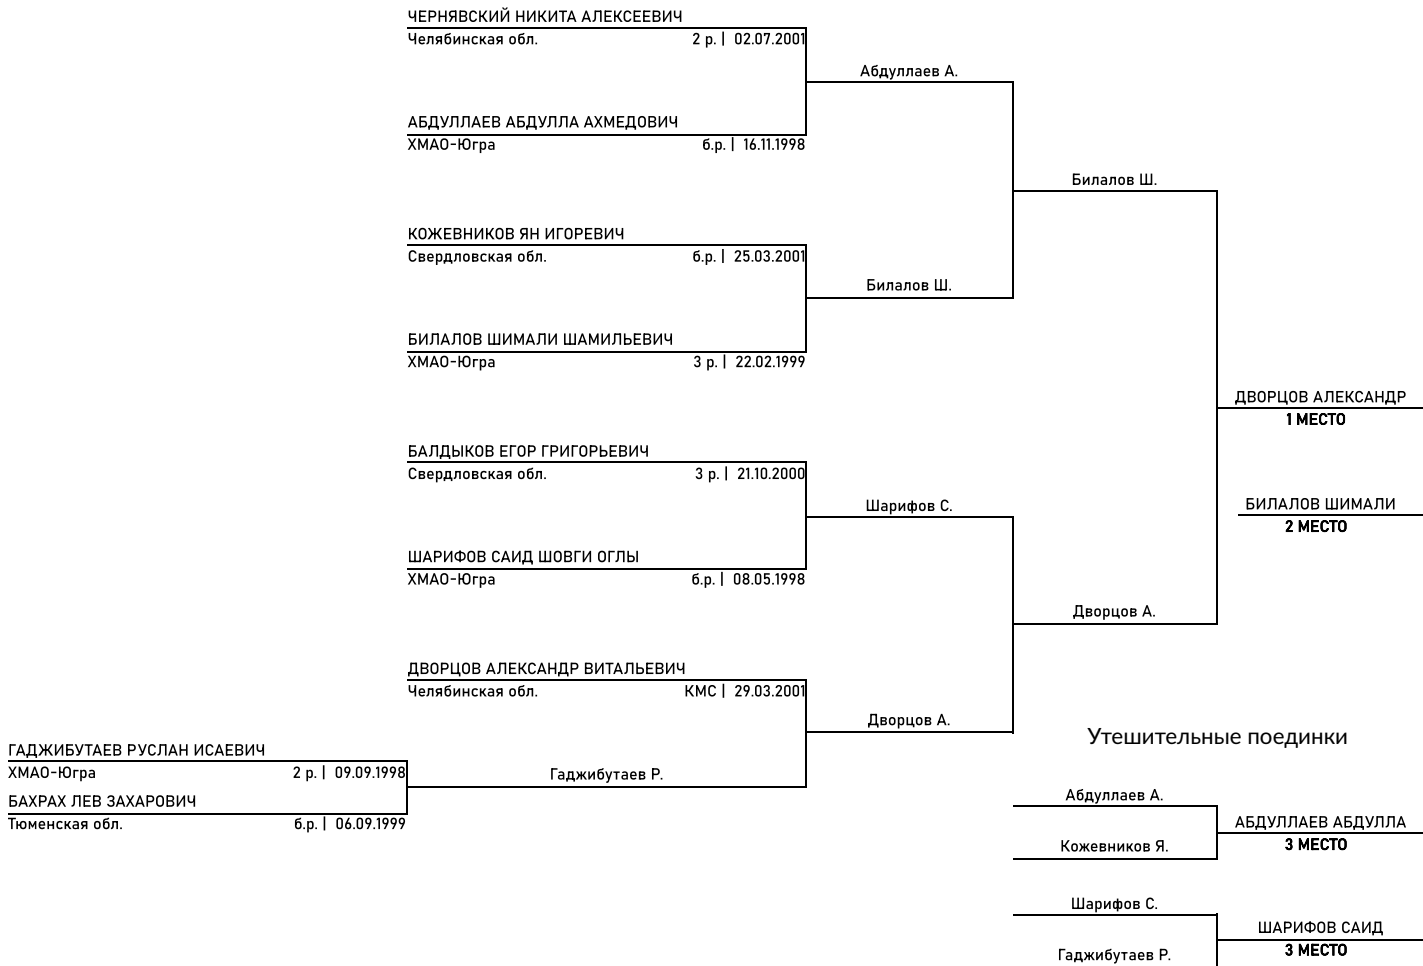 ЧЕРНЯВСКИЙ НИКИТА АЛЕКСЕЕВИЧ
Челябинская обл. 2 р. | 02.07.2001
Абдуллаев А.
АБДУЛЛАЕВ АБДУЛЛА АХМЕДОВИЧ
ХМАО-Югра б.р. | 16.11.1998
Билалов Ш.
КОЖЕВНИКОВ ЯН ИГОРЕВИЧ
Свердловская обл. б.р. | 25.03.2001
Билалов Ш.
БИЛАЛОВ ШИМАЛИ ШАМИЛЬЕВИЧ
ХМАО-Югра 3 р. | 22.02.1999
ДВОРЦОВ АЛЕКСАНДР
1 МЕСТО
БАЛДЫКОВ ЕГОР ГРИГОРЬЕВИЧ
Свердловская обл. 3 р. | 21.10.2000
Шарифов С.
БИЛАЛОВ ШИМАЛИ
2 МЕСТО
ШАРИФОВ САИД ШОВГИ ОГЛЫ
ХМАО-Югра б.р. | 08.05.1998
Дворцов А.
ДВОРЦОВ АЛЕКСАНДР ВИТАЛЬЕВИЧ
Челябинская обл. КМС | 29.03.2001
Дворцов А.
Утешительные поединки
ГАДЖИБУТАЕВ РУСЛАН ИСАЕВИЧ
ХМАО-Югра 2 р. | 09.09.1998
Гаджибутаев Р.
БАХРАХ ЛЕВ ЗАХАРОВИЧ
Тюменская обл. б.р. | 06.09.1999
Абдуллаев А.
АБДУЛЛАЕВ АБДУЛЛА
3 МЕСТО
Кожевников Я.
Шарифов С.
ШАРИФОВ САИД
3 МЕСТО
Гаджибутаев Р.